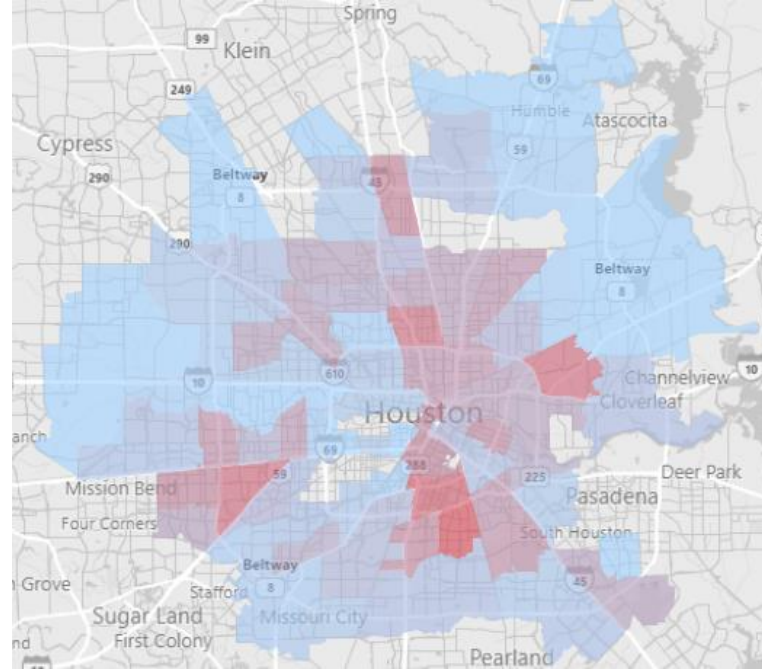 Spring
99
Klein
249
69
Humble
Atascocita
59
Cypress
290
Beltway
8
45
290
Beltway
8
610
10
Channelview
10
Cloverleaf
Houston
anch
69
59
288
225
Deer Park
Mission Bend
Pasadena
Four Corners
South Houston
Beltway
45
n Grove
Stafford
8
Missouri City
Sugar Land
First Colony
nd
Pearland